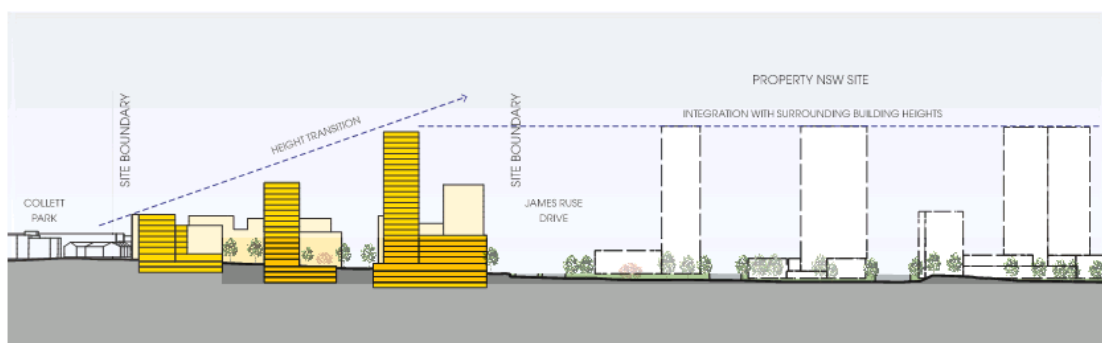 PROPERTY NSW SITE
SITE BOUNDARY
SITE BOUNDARY
INTEGRATION WITH SURROUNDING BUILDING HEIGHTS
HEIGHT TRANSITION
COLLETT
PARK
JAMES RUSE
DRIVE